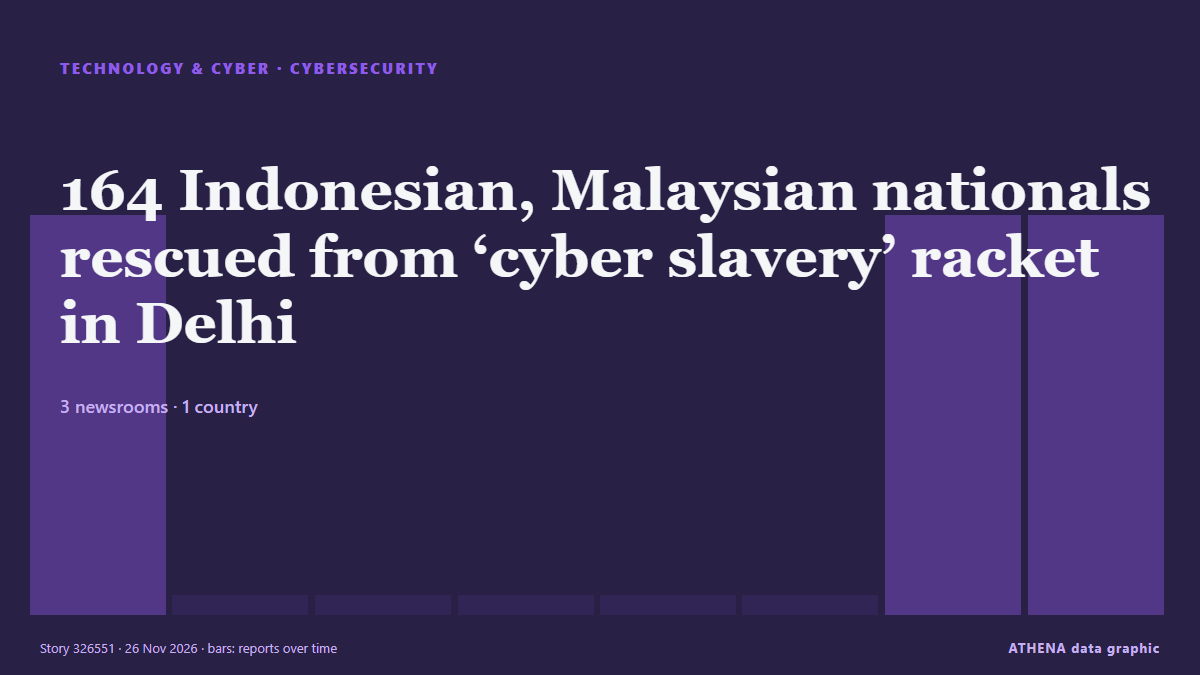 TECHNOLOGY & CYBER · CYBERSECURITY
164 Indonesian, Malaysian nationals
rescued from ‘cyber slavery’ racket
in Delhi
3 newsrooms · 1 country
Story 326551 · 26 Nov 2026 · bars: reports over time
ATHENA data graphic